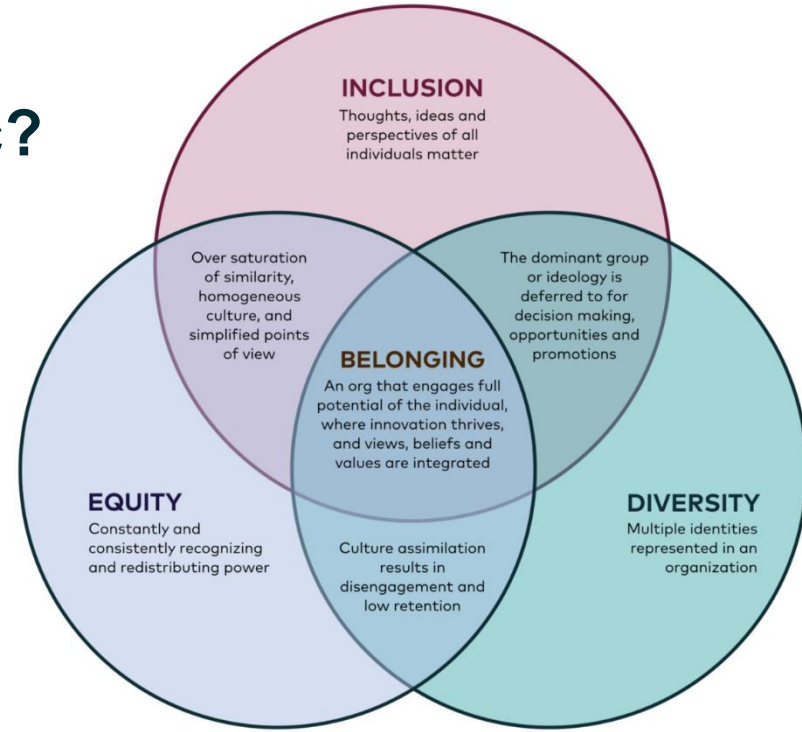 ?
INCLUSION
Thoughts, ideas and
perspectives of all
individuals matter
Over saturation
of similarity,
homogeneous
culture, and
simplified points
of view
The dominant group
or ideology is
deferred to for
decision making,
opportunities and
promotions
BELONGING
An org that engages full
potential of the individual,
where innovation thrives,
and views, beliefs and
values are integrated
EQUITY
Constantly and
consistently recognizing
and redistributing power
DIVERSITY
Multiple identities
represented in an
organization
Culture assimilation
results in
disengagement and
low retention